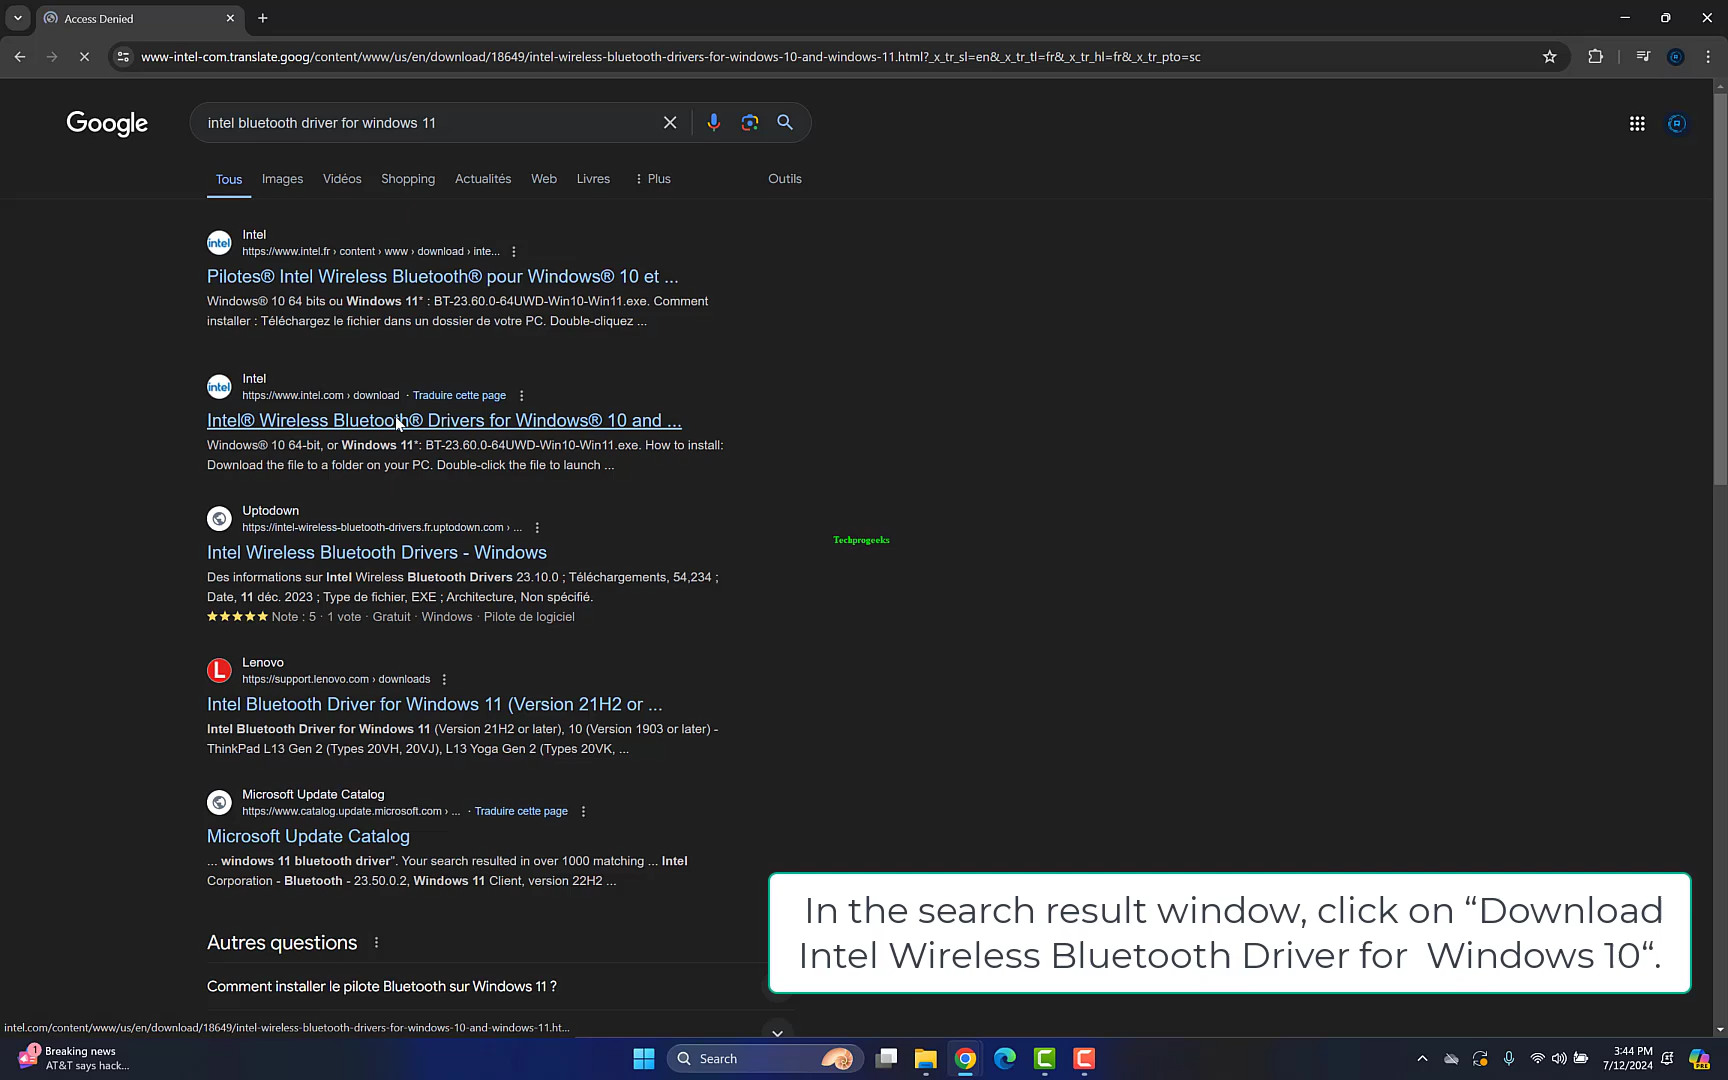 Access Denied
www-intel-com.translate.goog/content/www/us/en/download/18649/intel-wireless-bluetooth-drivers-for-windows-10-and-windows-11.html?_x_tr_sl=en&_x_tr_tl=fr&_x_tr_hl=fr&_x_tr_pto=sc
Google
intel bluetooth driver for windows 11
Tous Images Vidéos Shopping Actualités Web Livres Plus Outils
Intel
https://www.intel.fr › content › www › download › inte...
Pilotes® Intel Wireless Bluetooth® pour Windows® 10 et ...
Windows® 10 64 bits ou Windows 11* : BT-23.60.0-64UWD-Win10-Win11.exe. Comment
installer : Téléchargez le fichier dans un dossier de votre PC. Double-cliquez ...
Intel
https://www.intel.com › download · Traduire cette page
Intel® Wireless Bluetooth® Drivers for Windows® 10 and ...
Windows® 10 64-bit, or Windows 11*: BT-23.60.0-64UWD-Win10-Win11.exe. How to install:
Download the file to a folder on your PC. Double-click the file to launch ...
Uptodown
https://intel-wireless-bluetooth-drivers.fr.uptodown.com › ...
Intel Wireless Bluetooth Drivers - Windows
Des informations sur Intel Wireless Bluetooth Drivers 23.10.0 ; Téléchargements, 54,234 ;
Date, 11 déc. 2023 ; Type de fichier, EXE ; Architecture, Non spécifié.
Note : 5 · 1 vote · Gratuit · Windows · Pilote de logiciel
Techprogeeks
Lenovo
https://support.lenovo.com › downloads
Intel Bluetooth Driver for Windows 11 (Version 21H2 or ...
Intel Bluetooth Driver for Windows 11 (Version 21H2 or later), 10 (Version 1903 or later) -
ThinkPad L13 Gen 2 (Types 20VH, 20VJ), L13 Yoga Gen 2 (Types 20VK, ...
Microsoft Update Catalog
https://www.catalog.update.microsoft.com › ... · Traduire cette page
Microsoft Update Catalog
... windows 11 bluetooth driver". Your search resulted in over 1000 matching ... Intel
Corporation - Bluetooth - 23.50.0.2, Windows 11 Client, version 22H2 ...
In the search result window, click on “Download
Intel Wireless Bluetooth Driver for Windows 10“.
Autres questions
Comment installer le pilote Bluetooth sur Windows 11 ?
intel.com/content/www/us/en/download/18649/intel-wireless-bluetooth-drivers-for-windows-10-and-windows-11.ht...
1
Breaking news
AT&T says hack...
Search
3:44 PM
7/12/2024
PRE